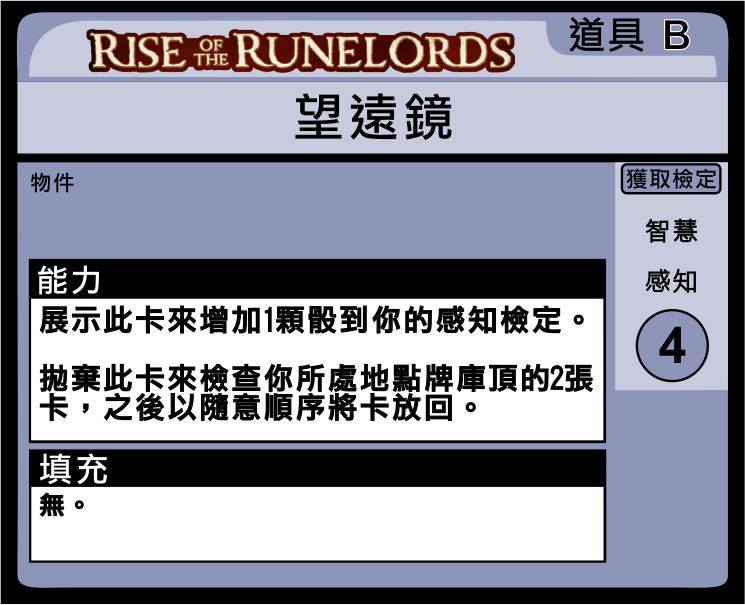 RISE OF THE RUNELORDS
道具 B
望遠鏡
物件
獲取檢定
智慧
感知
4
能力
展示此卡來增加1顆骰到你的感知檢定。
拋棄此卡來檢查你所處地點牌庫頂的2張
卡，之後以隨意順序將卡放回。
填充
無。